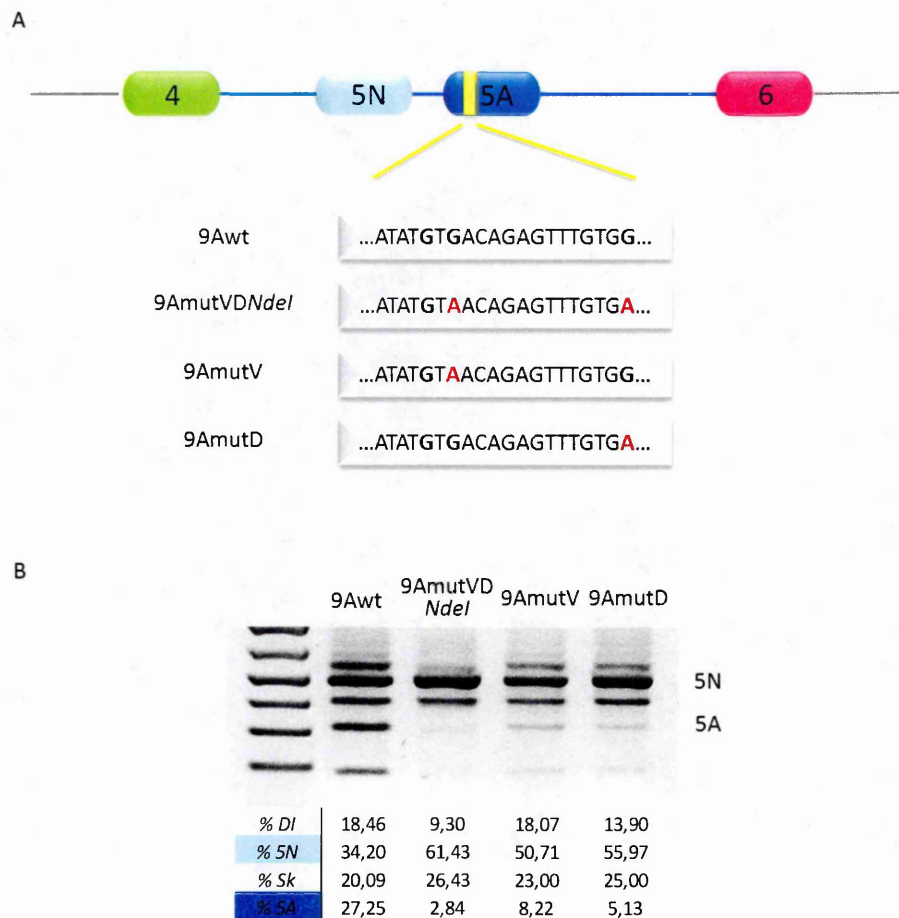 A
4 5N 5A 6
9Awt ...ATATGTGACAGAGTTTGTGG...
9AmutVDNdeI ...ATATGTAACAGAGTTTGTGA...
9AmutV ...ATATGTAACAGAGTTTGTGG...
9AmutD ...ATATGTGACAGAGTTTGTGA...
B
9Awt 9AmutVD NdeI 9AmutV 9AmutD
5N
5A
% DI 18,46 9,30 18,07 13,90
% 5N 34,20 61,43 50,71 55,97
% Sk 20,09 26,43 23,00 25,00
% 5A 27,25 2,84 8,22 5,13